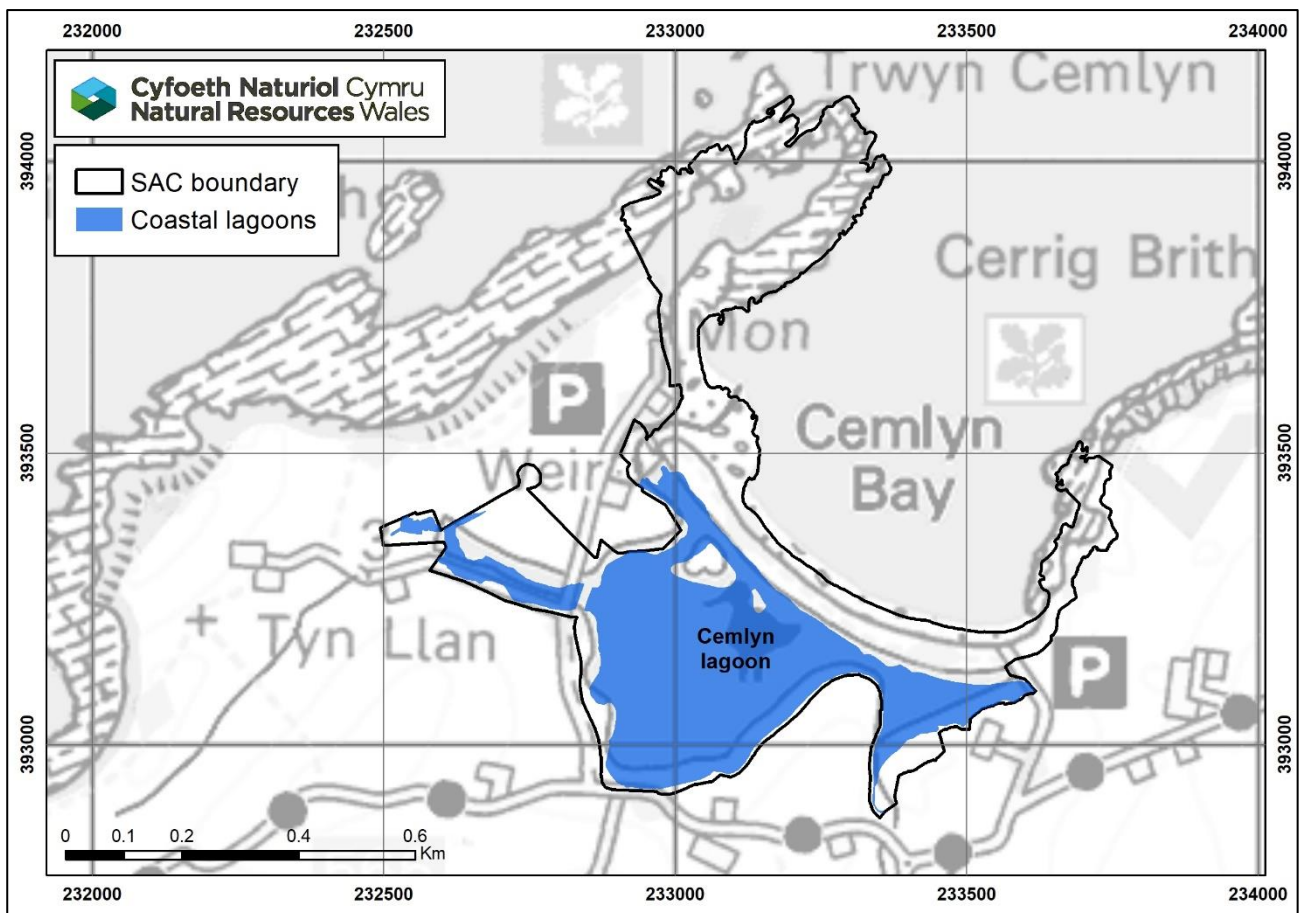 232000 232500 233000 233500 234000
Cyfoeth Naturiol Cymru
Natural Resources Wales
SAC boundary
Coastal lagoons
Trwyn Cemlyn
394000 394000
Cerrig Brith
Mon
P
Cemlyn
Bay
393500 393500
Weir
Tyn Llan
Cemlyn
lagoon
P
393000 393000
0 0.1 0.2 0.4 0.6
Km
232000 232500 233000 233500 234000